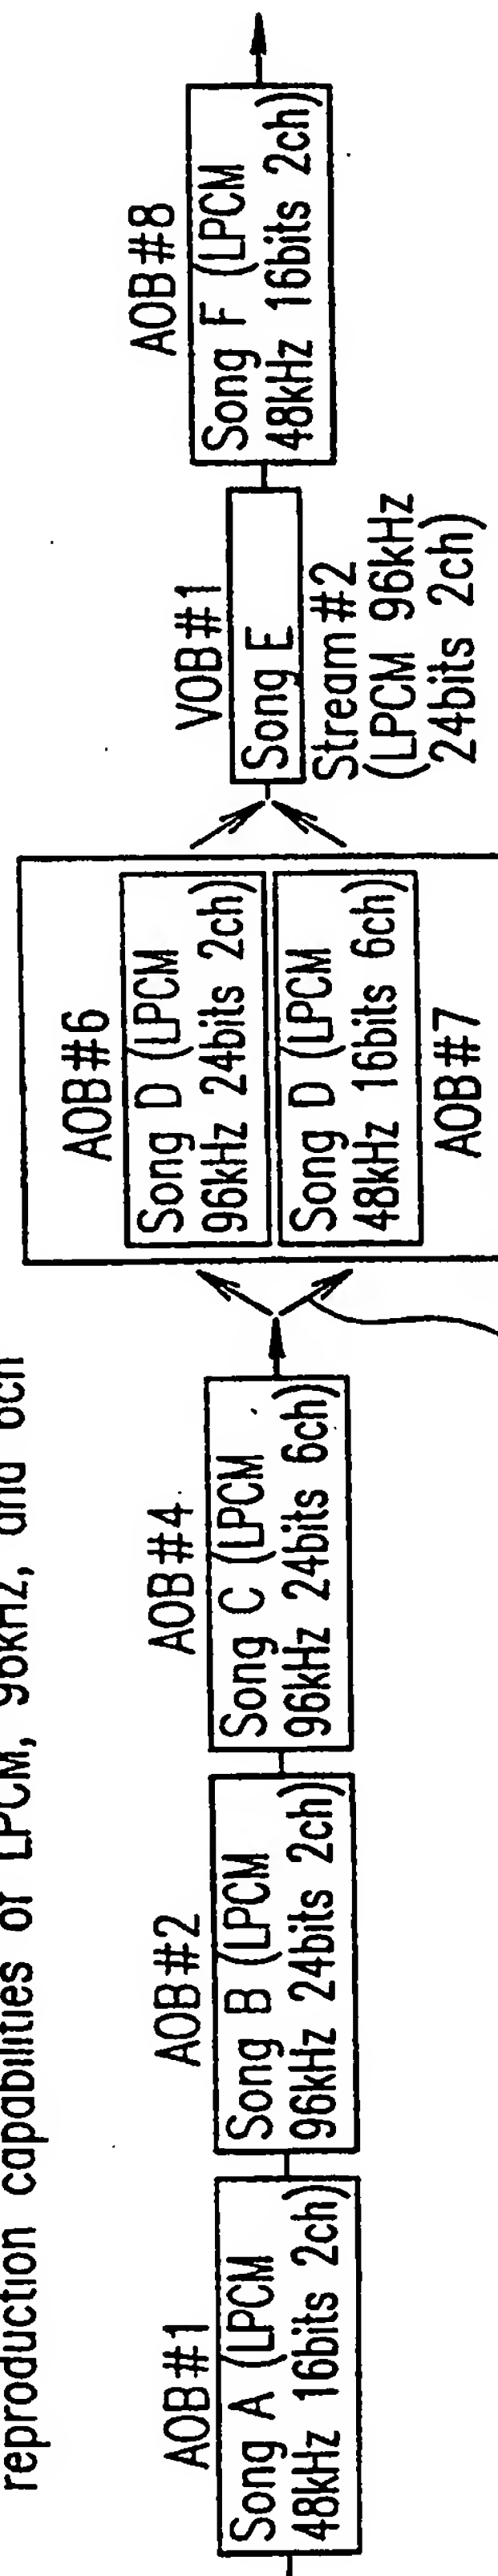 reproduction capabilities of LPCM, 96kHz, and 6ch
AOB#1
Song A (LPCM
48kHz 16bits 2ch)
AOB#2
Song B (LPCM
96kHz 24bits 2ch)
AOB#4
Song C (LPCM
96kHz 24bits 6ch)
AOB#6
Song D (LPCM
96kHz 24bits 2ch)
Song D (LPCM
48kHz 16bits 6ch)
AOB#7
VOB#1
Song E
Stream#2
(LPCM 96kHz
24bits 2ch)
AOB#8
Song F (LPCM
48kHz 16bits 2ch)